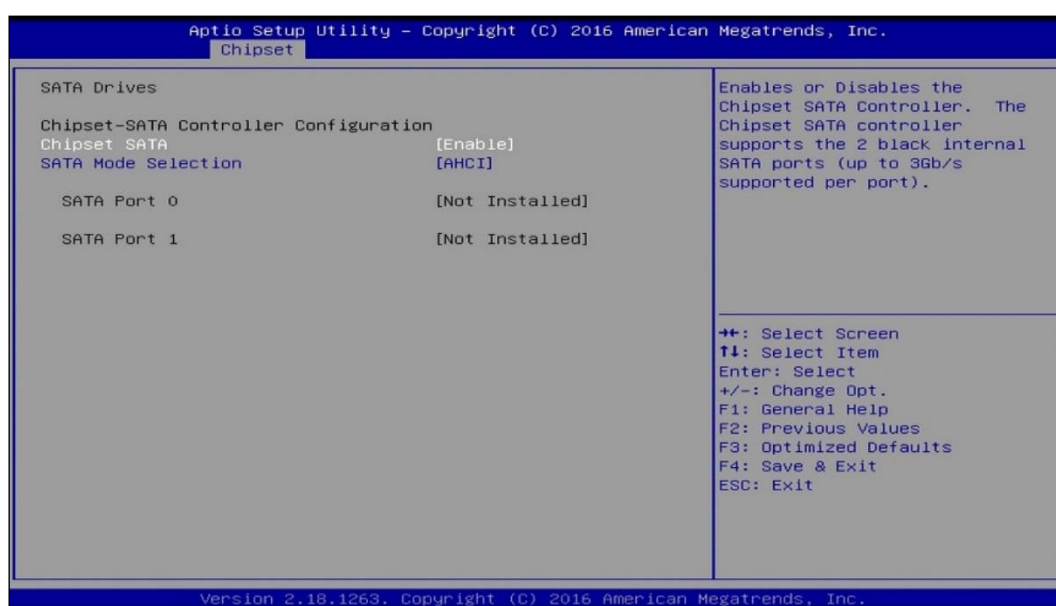 Aptio Setup Utility – Copyright (C) 2016 American Megatrends, Inc.
Chipset
SATA Drives
Chipset-SATA Controller Configuration
Chipset SATA [Enable]
SATA Mode Selection [AHCI]
SATA Port 0 [Not Installed]
SATA Port 1 [Not Installed]
Enables or Disables the
Chipset SATA Controller. The
Chipset SATA controller
supports the 2 black internal
SATA ports (up to 3Gb/s
supported per port).
→←: Select Screen
↑↓: Select Item
Enter: Select
+/-: Change Opt.
F1: General Help
F2: Previous Values
F3: Optimized Defaults
F4: Save & Exit
ESC: Exit
Version 2.18.1263. Copyright (C) 2016 American Megatrends, Inc.